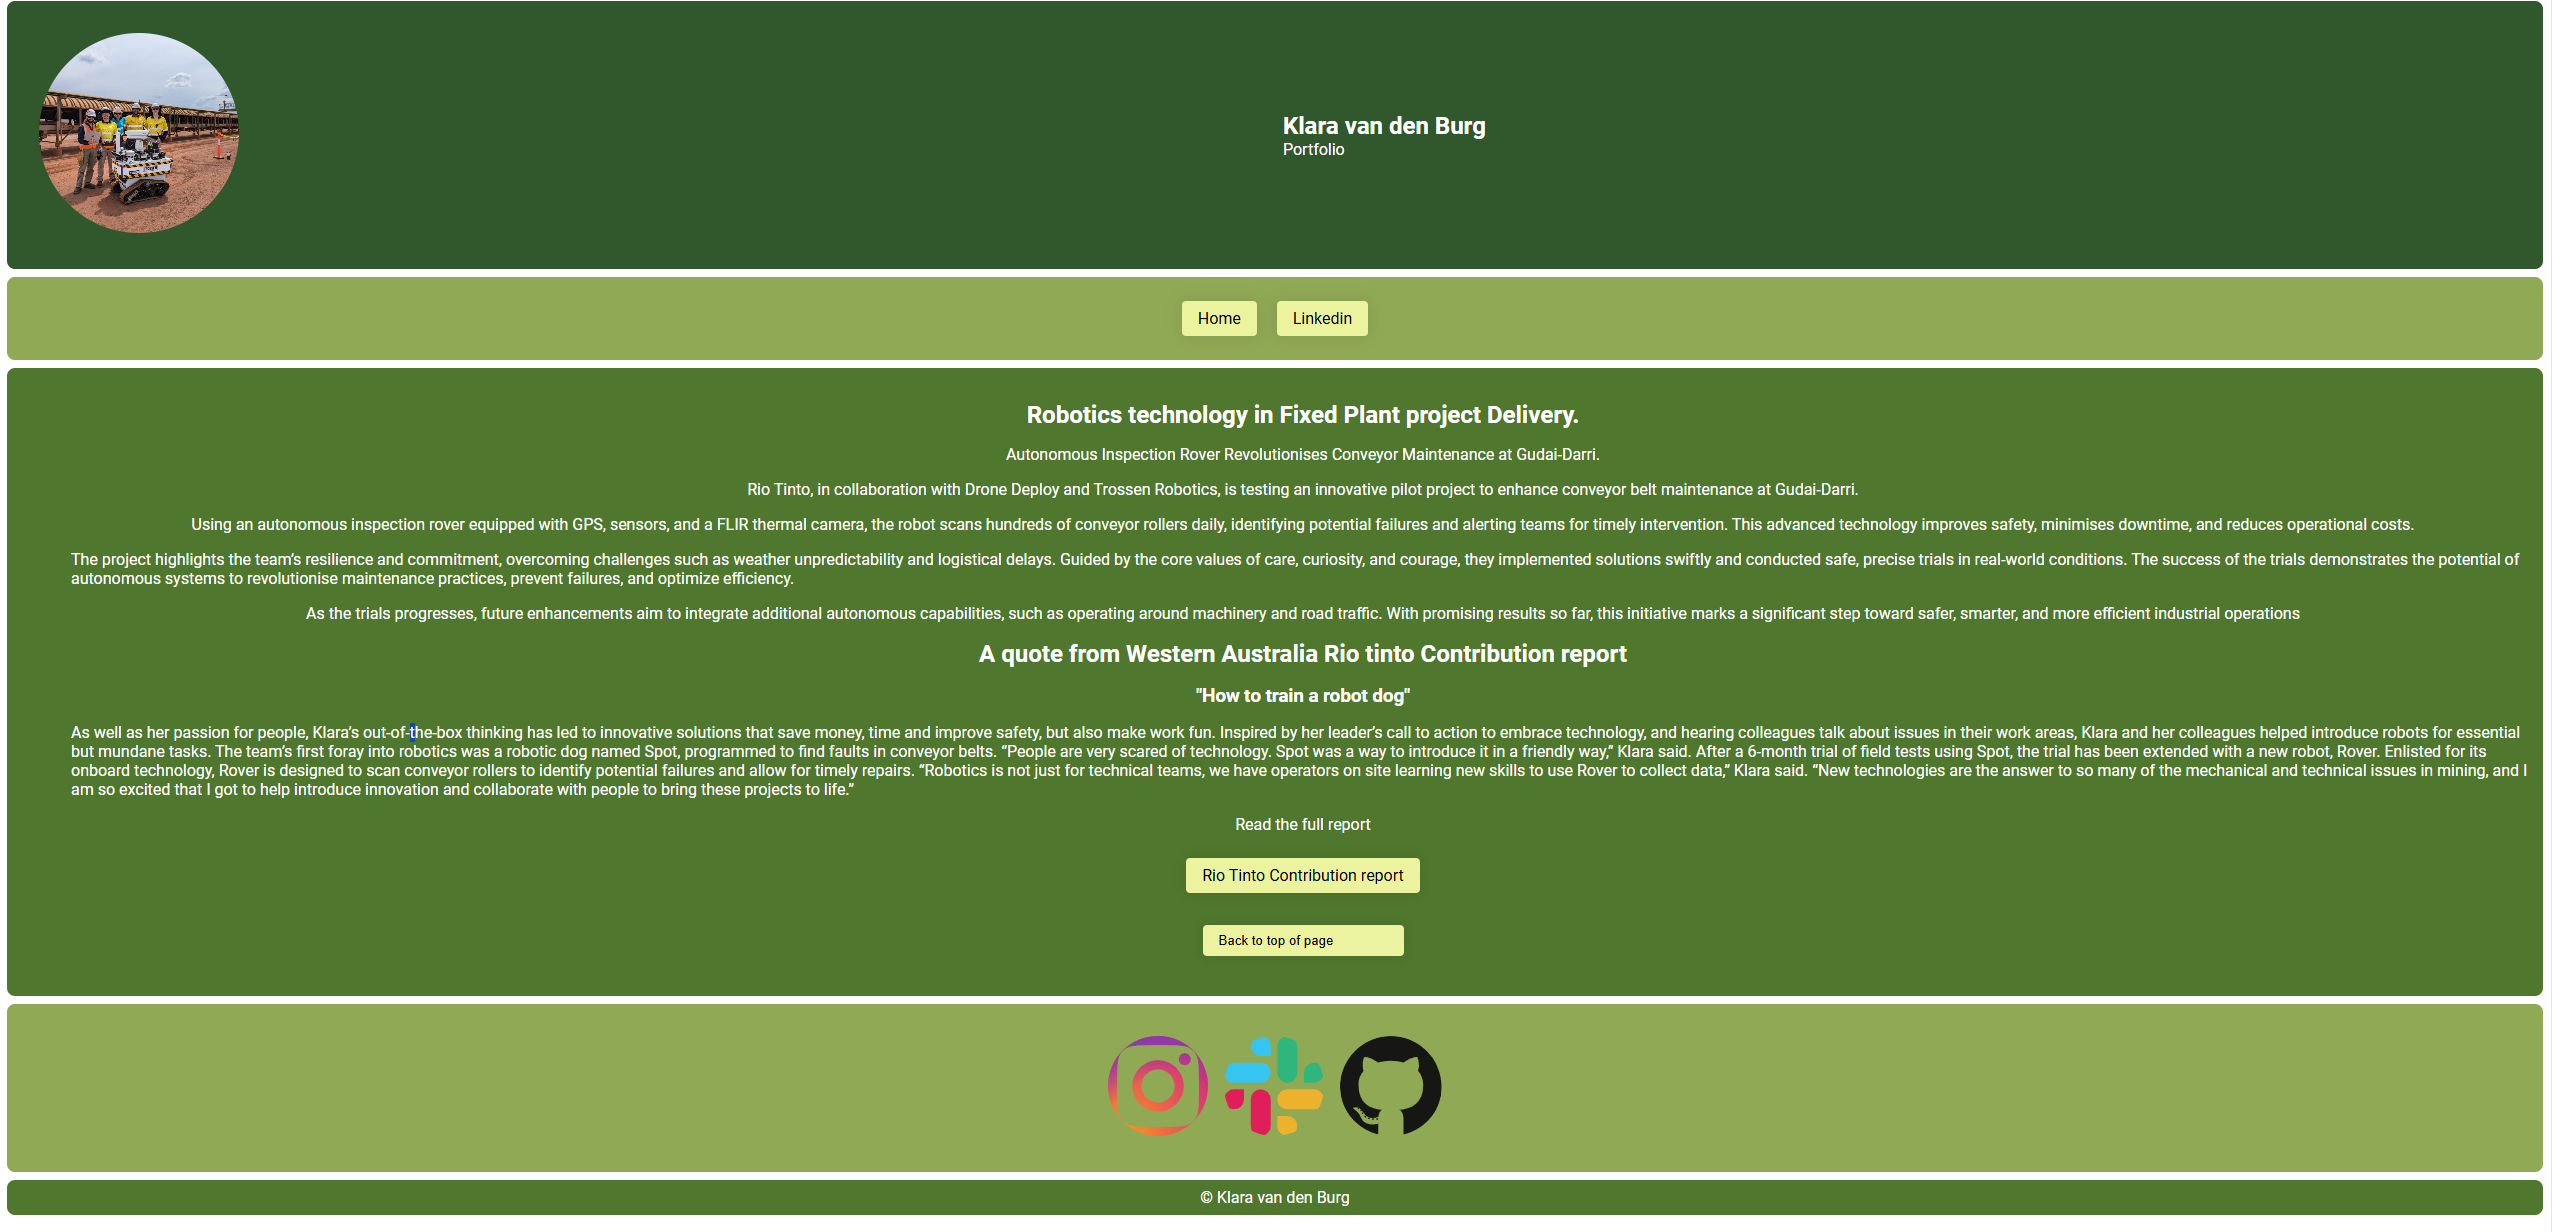 Klara van den Burg
Portfolio
Home
Linkedin
Robotics technology in Fixed Plant project Delivery.
Autonomous Inspection Rover Revolutionises Conveyor Maintenance at Gudai-Darri.
Rio Tinto, in collaboration with Drone Deploy and Trossen Robotics, is testing an innovative pilot project to enhance conveyor belt maintenance at Gudai-Darri.
Using an autonomous inspection rover equipped with GPS, sensors, and a FLIR thermal camera, the robot scans hundreds of conveyor rollers daily, identifying potential failures and alerting teams for timely intervention. This advanced technology improves safety, minimises downtime, and reduces operational costs.
The project highlights the team’s resilience and commitment, overcoming challenges such as weather unpredictability and logistical delays. Guided by the core values of care, curiosity, and courage, they implemented solutions swiftly and conducted safe, precise trials in real-world conditions. The success of the trials demonstrates the potential of
autonomous systems to revolutionise maintenance practices, prevent failures, and optimize efficiency.
As the trials progresses, future enhancements aim to integrate additional autonomous capabilities, such as operating around machinery and road traffic. With promising results so far, this initiative marks a significant step toward safer, smarter, and more efficient industrial operations
A quote from Western Australia Rio tinto Contribution report
"How to train a robot dog"
As well as her passion for people, Klara’s out-of-the-box thinking has led to innovative solutions that save money, time and improve safety, but also make work fun. Inspired by her leader’s call to action to embrace technology, and hearing colleagues talk about issues in their work areas, Klara and her colleagues helped introduce robots for essential
but mundane tasks. The team’s first foray into robotics was a robotic dog named Spot, programmed to find faults in conveyor belts. “People are very scared of technology. Spot was a way to introduce it in a friendly way,” Klara said. After a 6-month trial of field tests using Spot, the trial has been extended with a new robot, Rover. Enlisted for its
onboard technology, Rover is designed to scan conveyor rollers to identify potential failures and allow for timely repairs. “Robotics is not just for technical teams, we have operators on site learning new skills to use Rover to collect data,” Klara said. “New technologies are the answer to so many of the mechanical and technical issues in mining, and I
am so excited that I got to help introduce innovation and collaborate with people to bring these projects to life.”
Read the full report
Rio Tinto Contribution report
Back to top of page
© Klara van den Burg